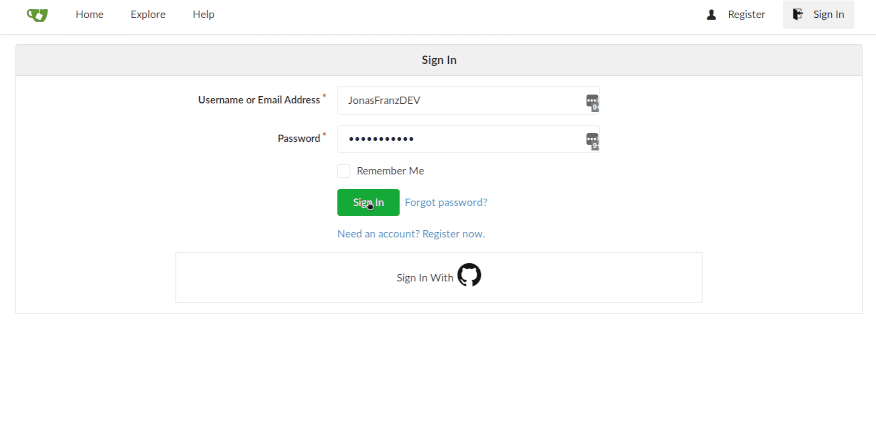 Home Explore Help Register Sign In
Sign In
Username or Email Address *
JonasFranzDEV
Password *
•••••••••••
Remember Me
Sign In Forgot password?
Need an account? Register now.
Sign In With